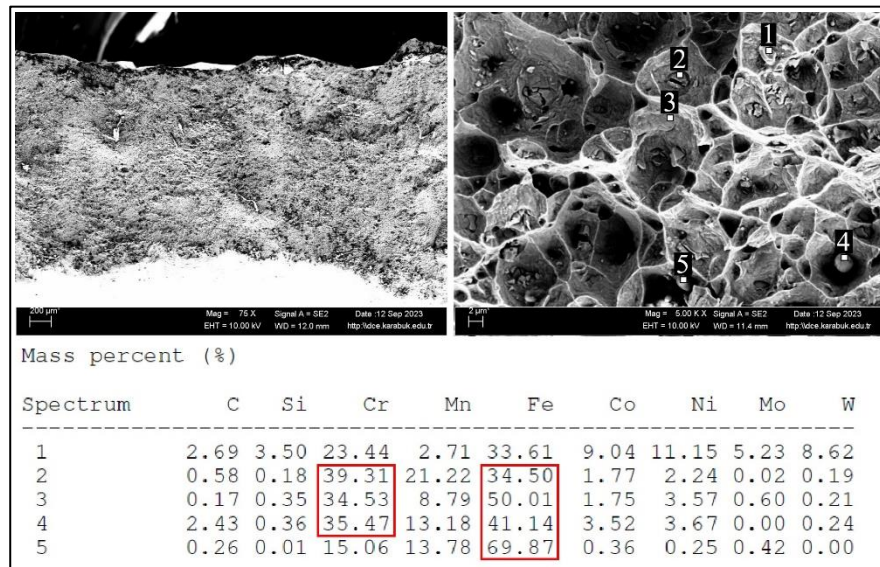 1
2
3
4
5
200 µm
Mag = 75 X Signal A = SE2 Date :12 Sep 2023
EHT = 10.00 kV WD = 12.0 mm http:\\dce.karabuk.edu.tr
2 µm
Mag = 5.00 K X Signal A = SE2 Date :12 Sep 2023
EHT = 10.00 kV WD = 11.4 mm http:\\dce.karabuk.edu.tr
Mass percent (%)
Spectrum C Si Cr Mn Fe Co Ni Mo W
1 2.69 3.50 23.44 2.71 33.61 9.04 11.15 5.23 8.62
2 0.58 0.18 39.31 21.22 34.50 1.77 2.24 0.02 0.19
3 0.17 0.35 34.53 8.79 50.01 1.75 3.57 0.60 0.21
4 2.43 0.36 35.47 13.18 41.14 3.52 3.67 0.00 0.24
5 0.26 0.01 15.06 13.78 69.87 0.36 0.25 0.42 0.00